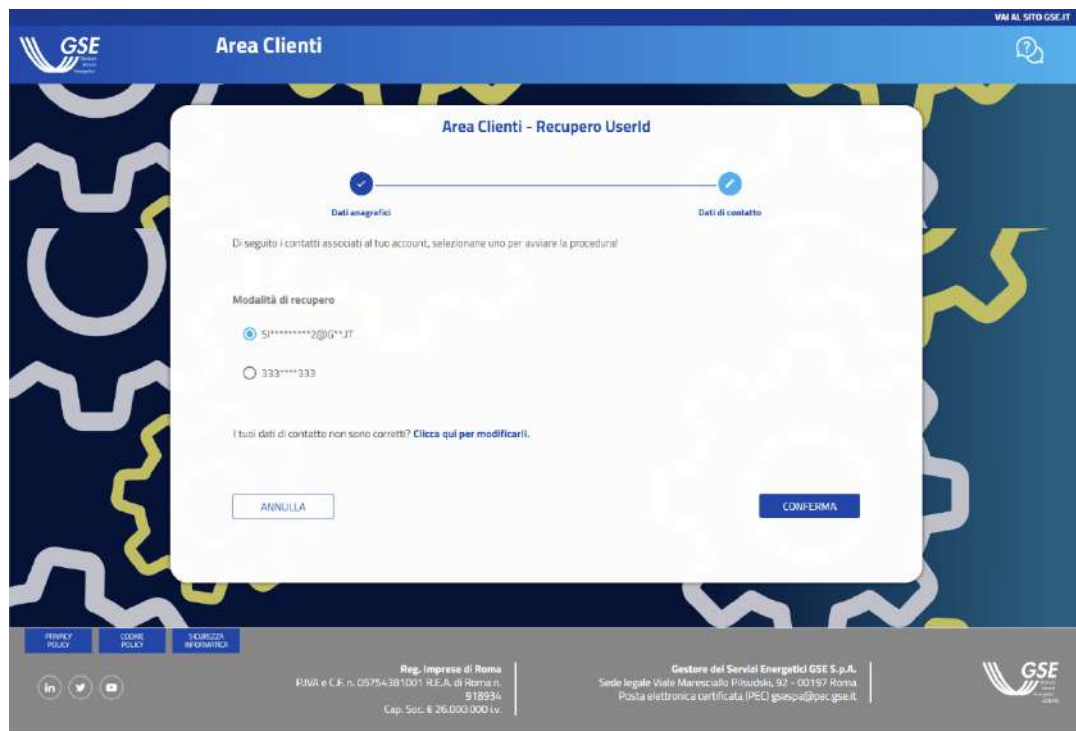 VAI AL SITO GSE.IT
GSE
Area Clienti
Area Clienti - Recupero UserId
Dati anagrafici
Dati di contatto
Di seguito i contatti associati al tuo account, selezionane uno per avviare la procedura!
Modalità di recupero
SI*********2@G**.IT
333****333
I tuoi dati di contatto non sono corretti? Clicca qui per modificarli.
ANNULLA
CONFERMA
PRIVACY POLICY
COOKIE POLICY
SICUREZZA INFORMATICA
Reg. Imprese di Roma
P.IVA e C.F. n. 05754381001 R.E.A. di Roma n.
918934
Cap. Soc. € 26.000.000 i.v.
Gestore dei Servizi Energetici GSE S.p.A.
Sede legale Viale Maresciallo Pilsudski, 92 - 00197 Roma
Posta elettronica certificata (PEC) gsespa@pec.gse.it
GSE